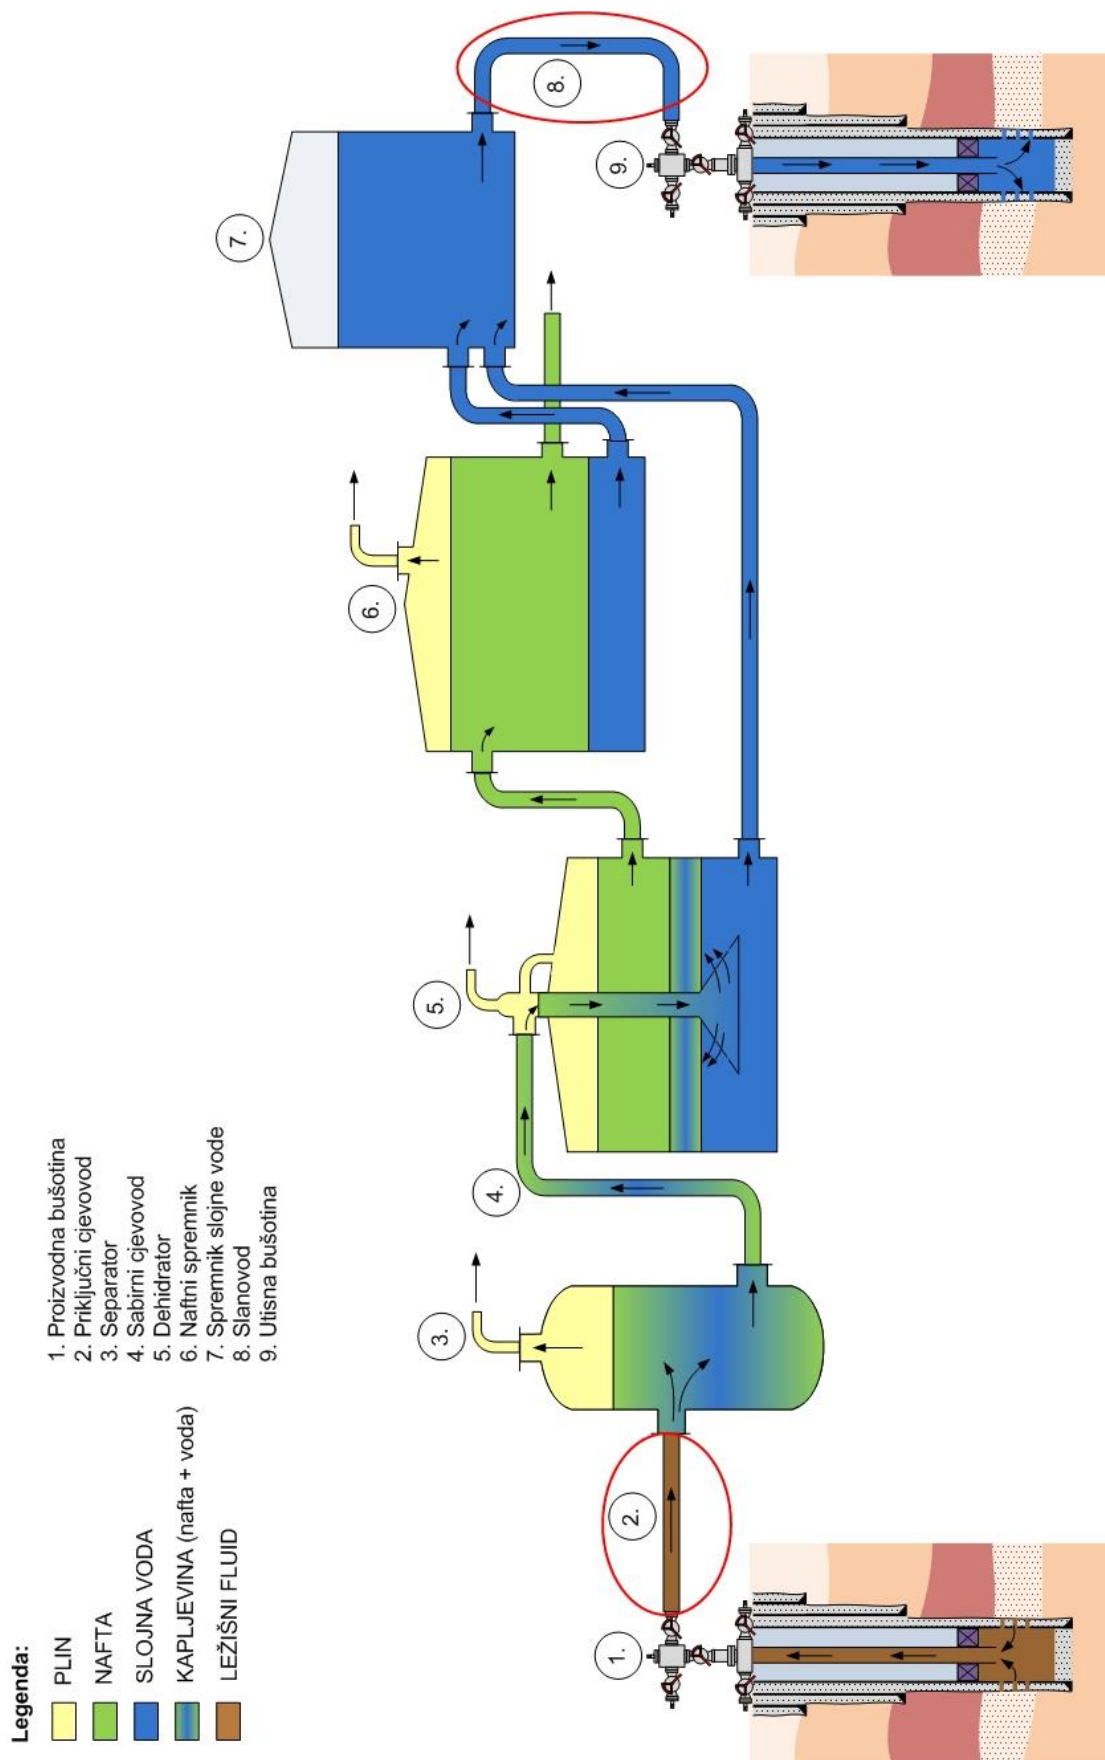 Legenda:
PLIN
NAFTA
SLOJNA VODA
KAPLJEVINA (nafta + voda)
LEŽIŠNI FLUID
1. Proizvodna bušotina
2. Priključni cjevovod
3. Separator
4. Sabirni cjevovod
5. Dehidrator
6. Naftni spremnik
7. Spremnik slojne vode
8. Slanovod
9. Utisna bušotina
1.
2.
3.
4.
5.
6.
7.
8.
9.